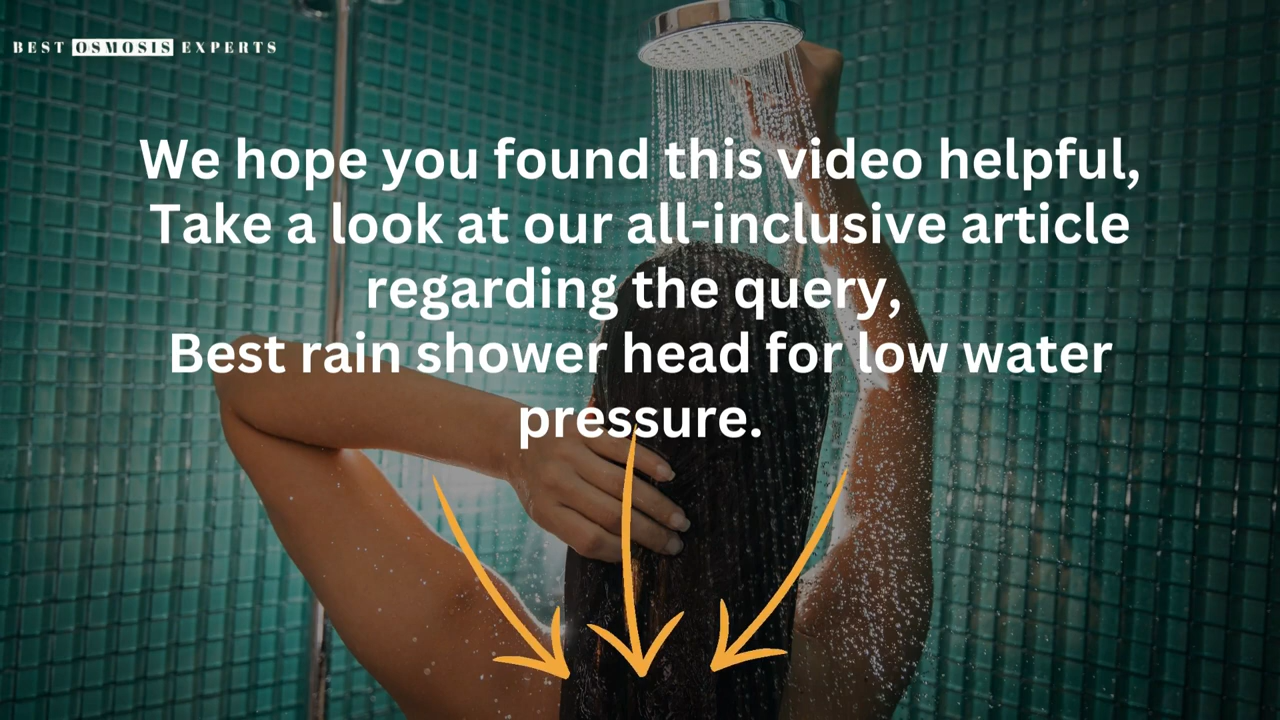 BEST OSMOSIS EXPERTS
We hope you found this video helpful,
Take a look at our all-inclusive article
regarding the query,
Best rain shower head for low water
pressure.